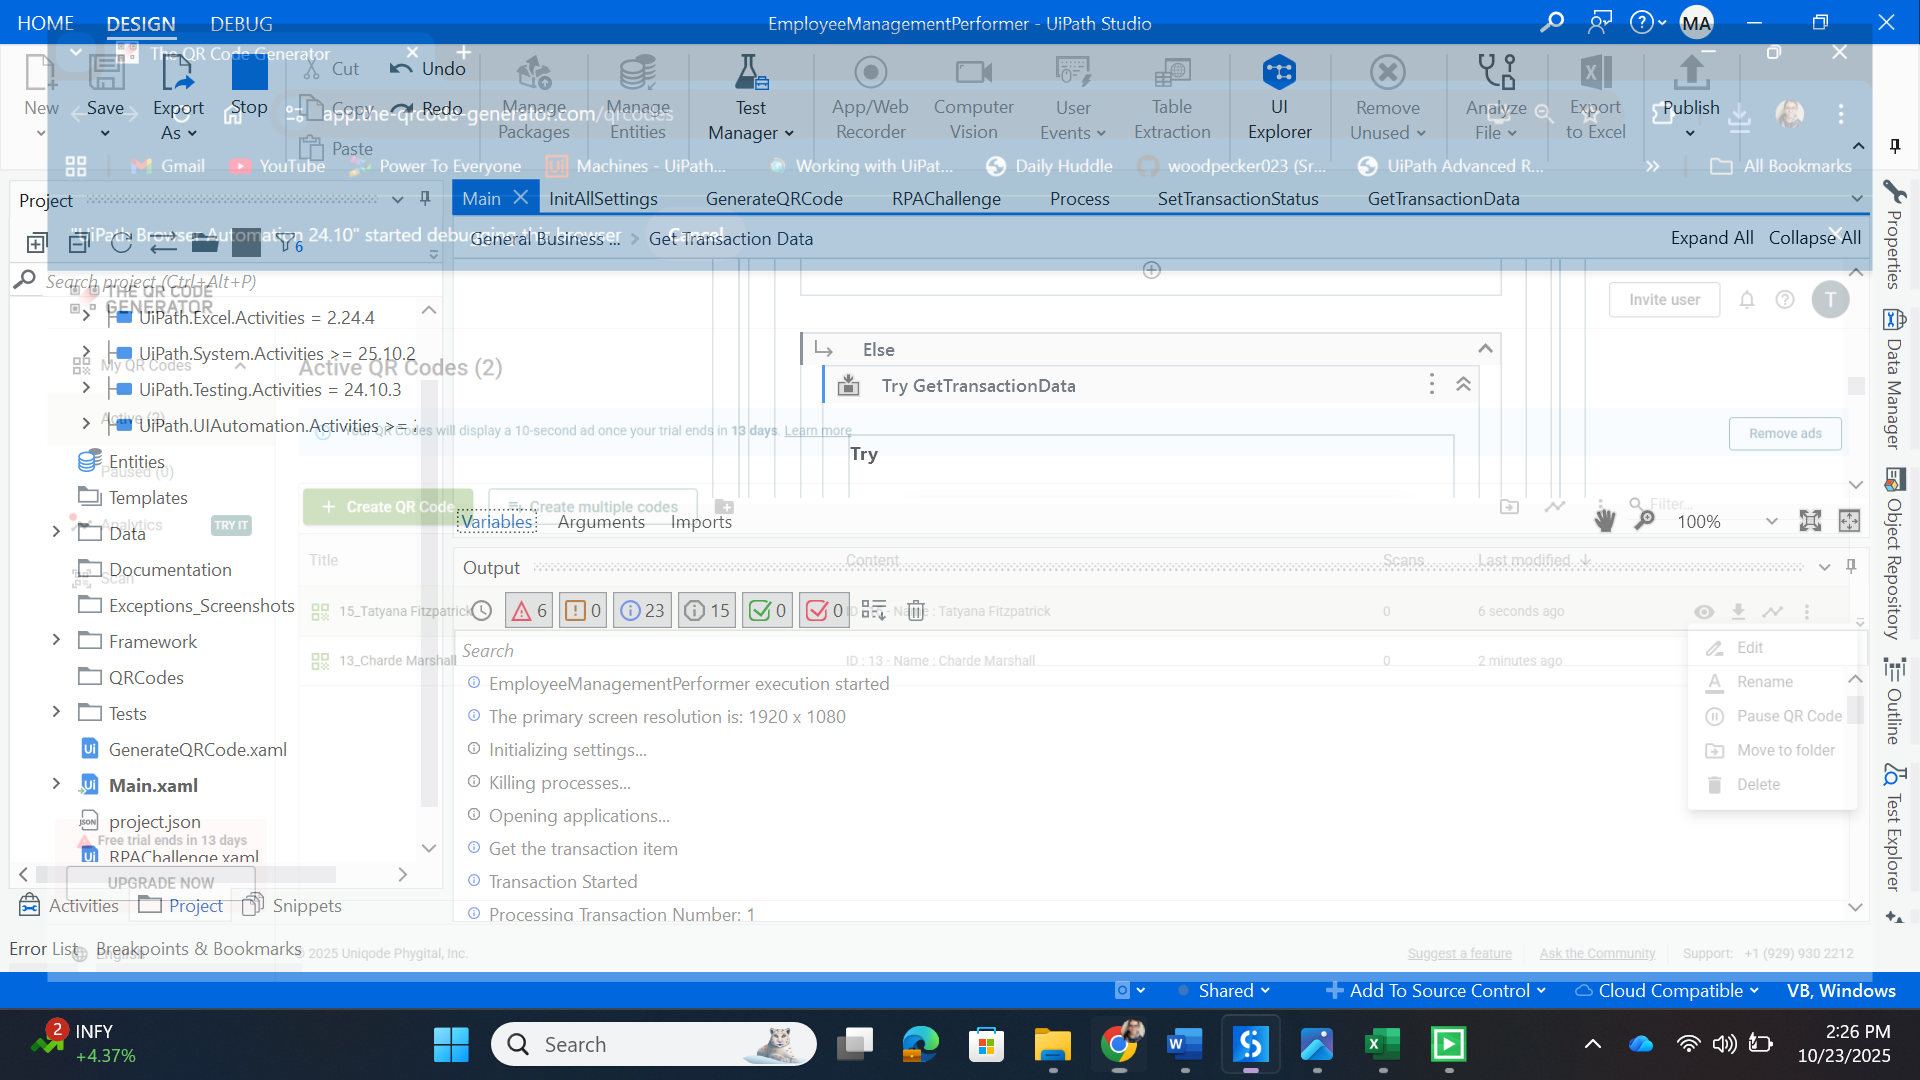 HOME DESIGN DEBUG EmployeeManagementPerformer - UiPath Studio MA
The QR Code Generator
New Save Export As Stop Cut Copy Paste Undo Redo Manage Packages Manage Entities Test Manager App/Web Recorder Computer Vision User Events Table Extraction UI Explorer Remove Unused Analyze File Export to Excel Publish
app.the-qrcode-generator.com/qrcodes
Gmail YouTube Power To Everyone Machines - UiPath... Working with UiPat... Daily Huddle woodpecker023 (Sr... UiPath Advanced R... » All Bookmarks
Project Main InitAllSettings GenerateQRCode RPAChallenge Process SetTransactionStatus GetTransactionData
"UiPath Browser Automation 24.10" started debugging this browser Cancel
6 General Business ... > Get Transaction Data Expand All Collapse All
Search project (Ctrl+Alt+P)
THE QR CODE
GENERATOR
Invite user T
UiPath.Excel.Activities = 2.24.4
UiPath.System.Activities >= 25.10.2
Else
My QR Codes
Active QR Codes (2)
UiPath.Testing.Activities = 24.10.3
Try GetTransactionData
Active (2)
UiPath.UIAutomation.Activities >=
Your QR Codes will display a 10-second ad once your trial ends in 13 days. Learn more
Remove ads
Try
Entities
Paused (0)
Templates
+ Create QR Code Create multiple codes Filter...
Analytics TRY IT
Data
Variables Arguments Imports 100%
Documentation
Scan
Output
Title Content Scans Last modified
Exceptions_Screenshots
15_Tatyana Fitzpatrick 6 0 23 15 0 0 ID : 15 - Name : Tatyana Fitzpatrick 0 6 seconds ago
Framework
Search
Edit
13_Charde Marshall ID : 13 - Name : Charde Marshall 0 2 minutes ago
QRCodes
EmployeeManagementPerformer execution started
Rename
Tests
The primary screen resolution is: 1920 x 1080
Pause QR Code
GenerateQRCode.xaml
Initializing settings...
Move to folder
Main.xaml
Killing processes...
Delete
project.json
Opening applications...
Free trial ends in 13 days
RPAChallenge.xaml
Get the transaction item
UPGRADE NOW
Transaction Started
Activities Project Snippets
Processing Transaction Number: 1
Properties
Data Manager
Object Repository
Outline
Test Explorer
Error List Breakpoints & Bookmarks
English © 2025 Uniqode Phygital, Inc. Suggest a feature Ask the Community Support: +1 (929) 930 2212
Shared Add To Source Control Cloud Compatible VB, Windows
2 INFY
+4.37%
Search
2:26 PM
10/23/2025